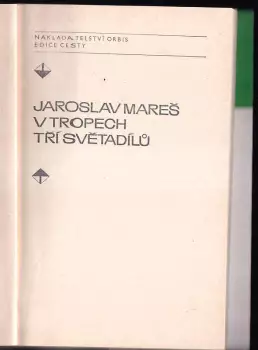 NAKLADATELSTVÍ ORBIS
EDICE CESTY
JAROSLAV MAREŠ
V TROPECH
TŘÍ SVĚTADÍLŮ